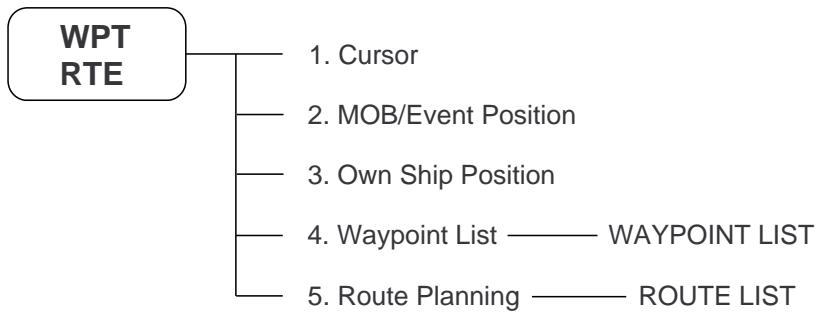 WPT
RTE
1. Cursor
2. MOB/Event Position
3. Own Ship Position
4. Waypoint List WAYPOINT LIST
5. Route Planning ROUTE LIST